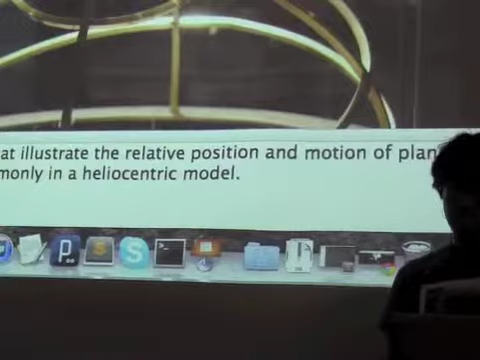 at illustrate the relative position and motion of plan
monly in a heliocentric model.
P
S
S